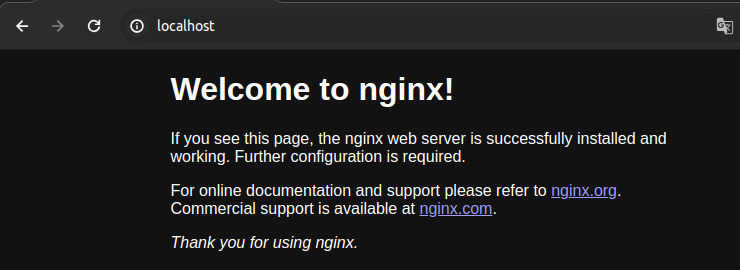 localhost
Welcome to nginx!
If you see this page, the nginx web server is successfully installed and
working. Further configuration is required.
For online documentation and support please refer to nginx.org.
Commercial support is available at nginx.com.
Thank you for using nginx.